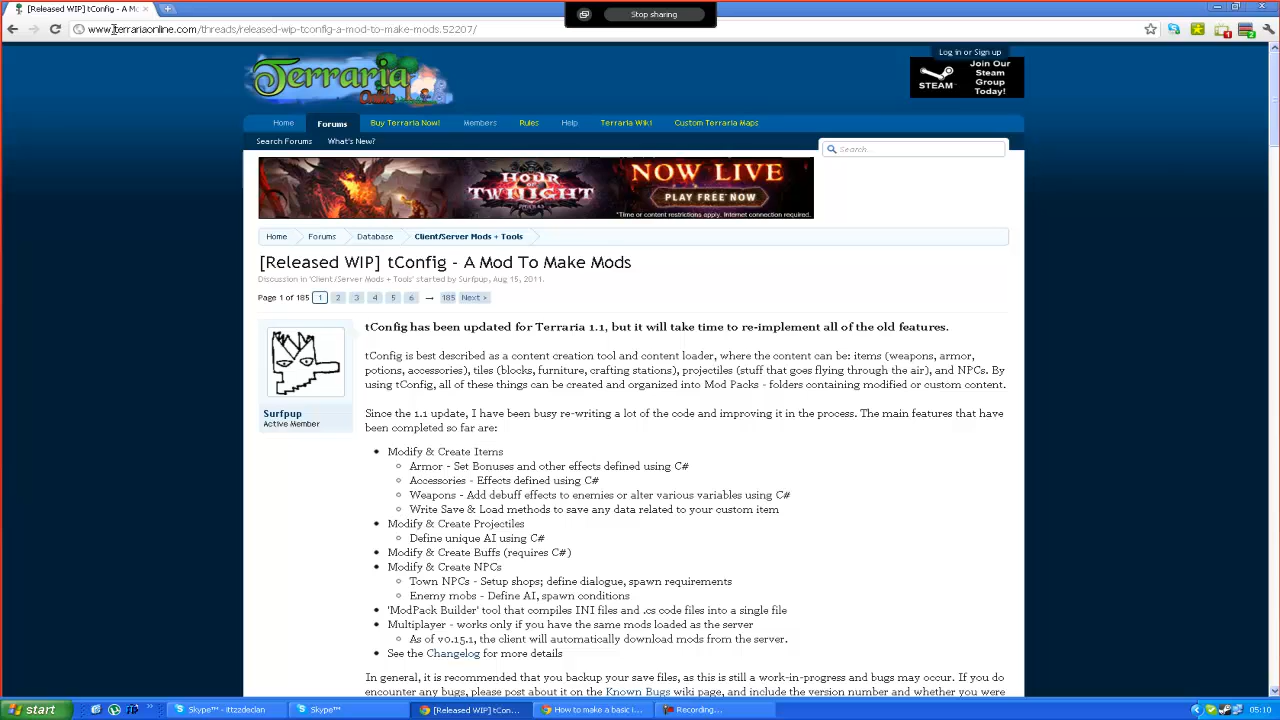 [Released WIP] tConfig - A Mo
Stop sharing
www.terrariaonline.com/threads/released-wip-tconfig-a-mod-to-make-mods.52207/
Log in or Sign up
Terraria
Online
STEAM
Join Our
Steam
Group
Today!
Home Forums Buy Terraria Now! Members Rules Help Terraria Wiki Custom Terraria Maps
Search Forums What's New?
Search...
HOUR OF TWILIGHT
NOW LIVE
PLAY FREE NOW
*Time or content restrictions apply. Internet connection required.
Home Forums Database Client/Server Mods + Tools
[Released WIP] tConfig - A Mod To Make Mods
Discussion in 'Client/Server Mods + Tools' started by Surfpup, Aug 15, 2011.
Page 1 of 185 1 2 3 4 5 6 → 185 Next >
tConfig has been updated for Terraria 1.1, but it will take time to re-implement all of the old features.
tConfig is best described as a content creation tool and content loader, where the content can be: items (weapons, armor,
potions, accessories), tiles (blocks, furniture, crafting stations), projectiles (stuff that goes flying through the air), and NPCs. By
using tConfig, all of these things can be created and organized into Mod Packs - folders containing modified or custom content.
Surfpup
Active Member
Since the 1.1 update, I have been busy re-writing a lot of the code and improving it in the process. The main features that have
been completed so far are:
Modify & Create Items
Armor - Set Bonuses and other effects defined using C#
Accessories - Effects defined using C#
Weapons - Add debuff effects to enemies or alter various variables using C#
Write Save & Load methods to save any data related to your custom item
Modify & Create Projectiles
Define unique AI using C#
Modify & Create Buffs (requires C#)
Modify & Create NPCs
Town NPCs - Setup shops; define dialogue, spawn requirements
Enemy mobs - Define AI, spawn conditions
'ModPack Builder' tool that compiles INI files and .cs code files into a single file
Multiplayer - works only if you have the same mods loaded as the server
As of v0.15.1, the client will automatically download mods from the server.
See the Changelog for more details
In general, it is recommended that you backup your save files, as this is still a work-in-progress and bugs may occur. If you do
encounter any bugs, please post about it on the Known Bugs wiki page, and include the version number and whether you were
start Skype™ - ittzzdeclan Skype™ [Released WIP] tCon... How to make a basic i... Recording... 05:10